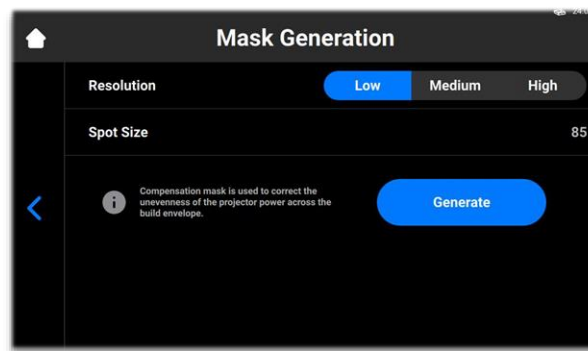 Mask Generation
Resolution
Low
Medium
High
Spot Size
85
Compensation mask is used to correct the
unevenness of the projector power across the
build envelope.
Generate